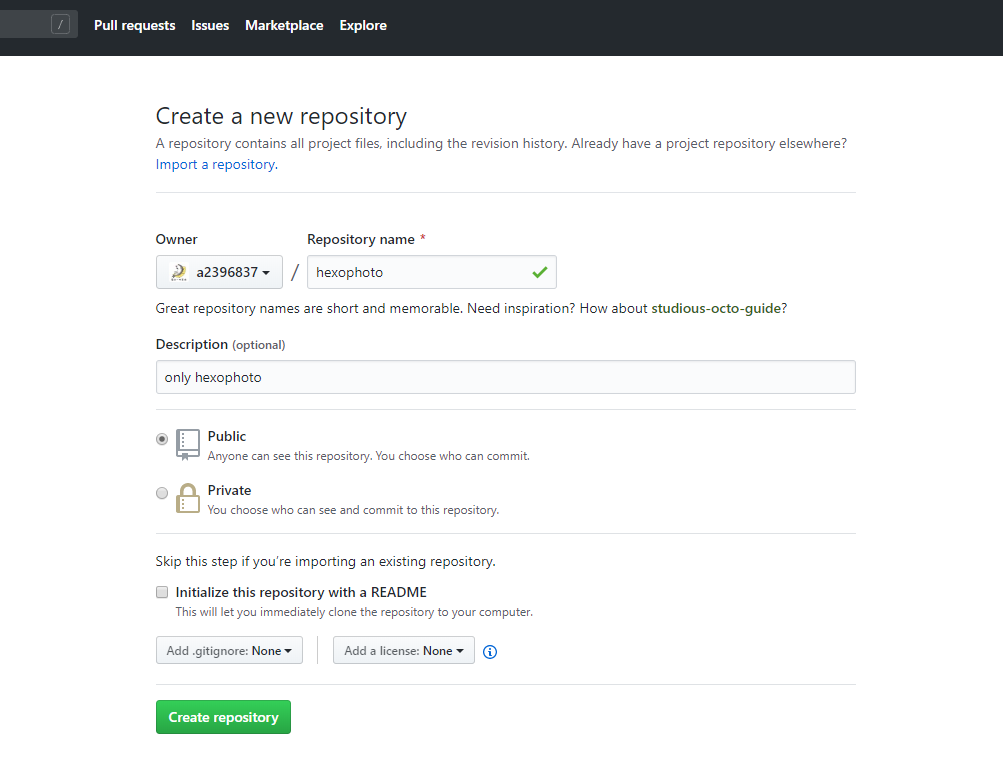 / Pull requests Issues Marketplace Explore
Create a new repository
A repository contains all project files, including the revision history. Already have a project repository elsewhere?
Import a repository.
Owner Repository name *
a2396837 / hexophoto
Great repository names are short and memorable. Need inspiration? How about studious-octo-guide?
Description (optional)
only hexophoto
Public
Anyone can see this repository. You choose who can commit.
Private
You choose who can see and commit to this repository.
Skip this step if you’re importing an existing repository.
Initialize this repository with a README
This will let you immediately clone the repository to your computer.
Add .gitignore: None Add a license: None
Create repository